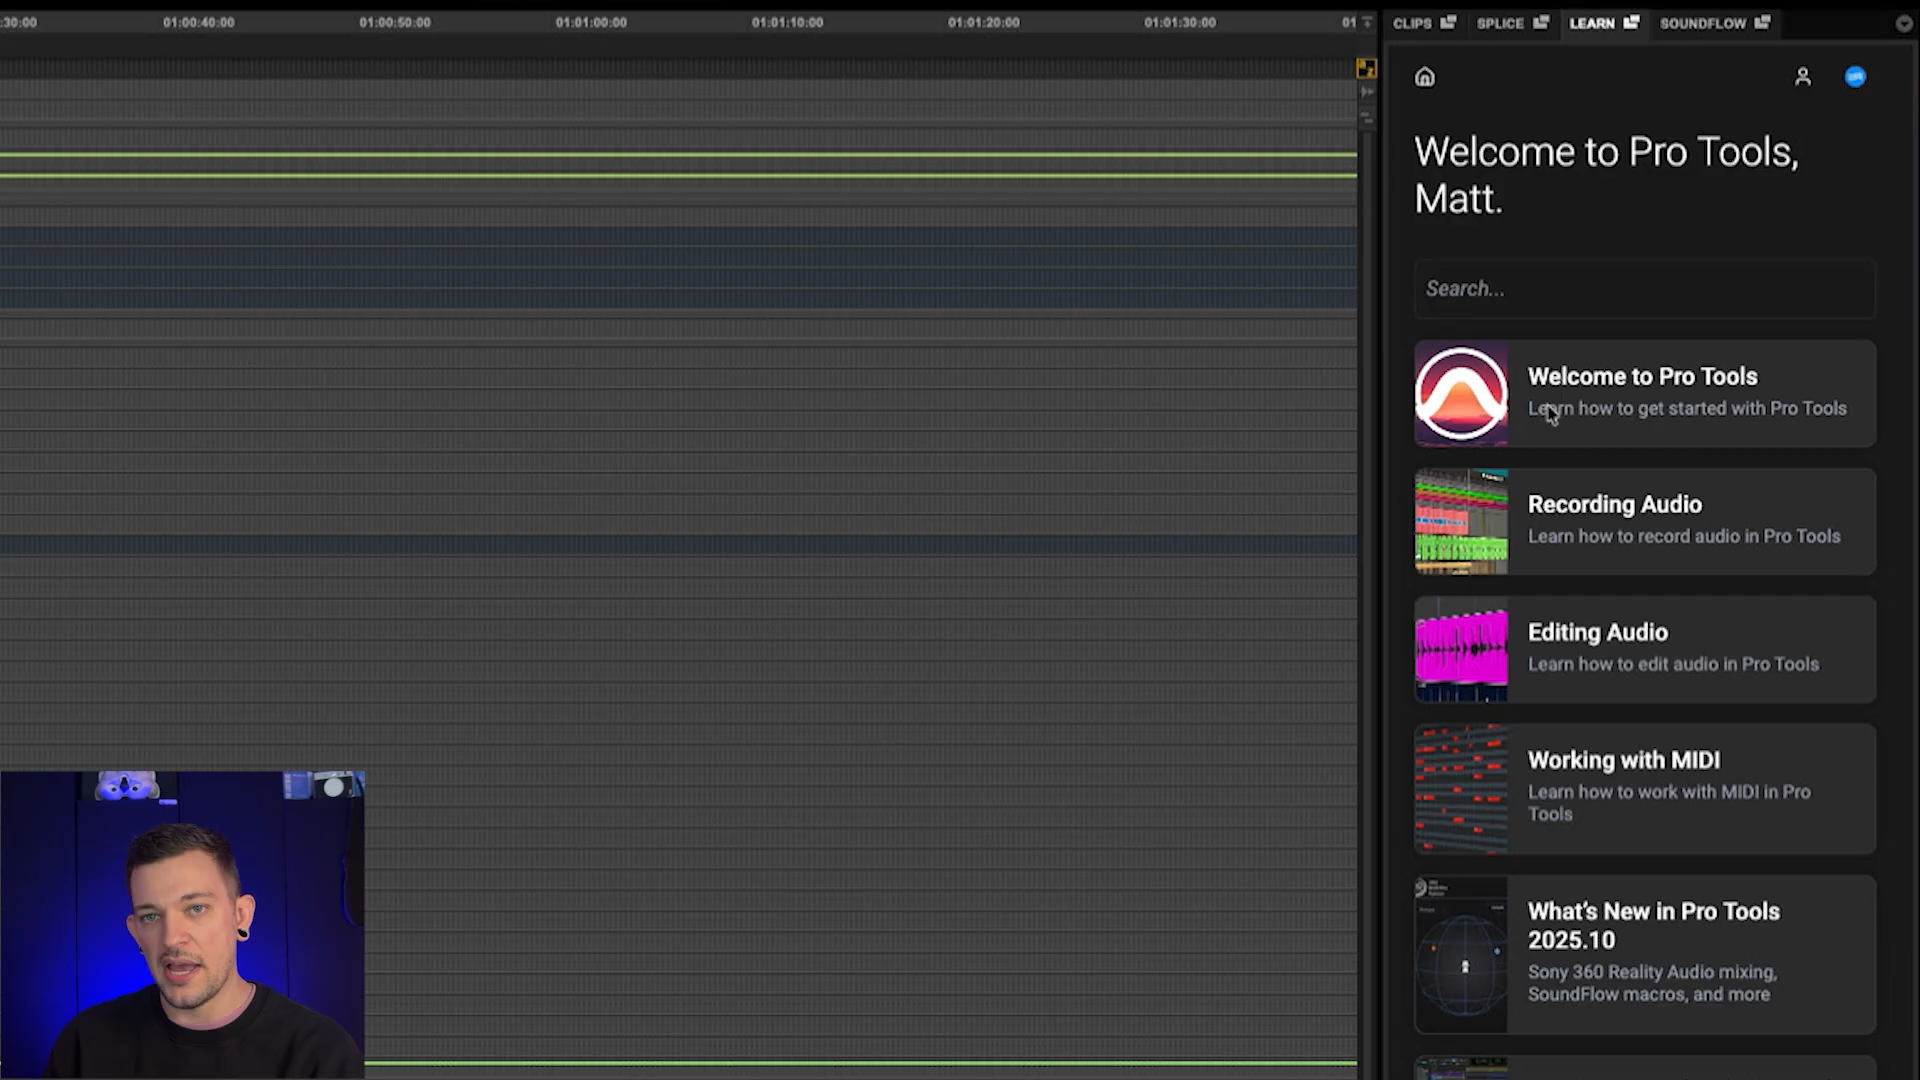 :30:00 01:00:40:00 01:00:50:00 01:01:00:00 01:01:10:00 01:01:20:00 01:01:30:00 01
CLIPS SPLICE LEARN SOUNDFLOW
Welcome to Pro Tools,
Matt.
Search...
Welcome to Pro Tools
Learn how to get started with Pro Tools
Recording Audio
Learn how to record audio in Pro Tools
Editing Audio
Learn how to edit audio in Pro Tools
Working with MIDI
Learn how to work with MIDI in Pro
Tools
What's New in Pro Tools
2025.10
Sony 360 Reality Audio mixing,
SoundFlow macros, and more